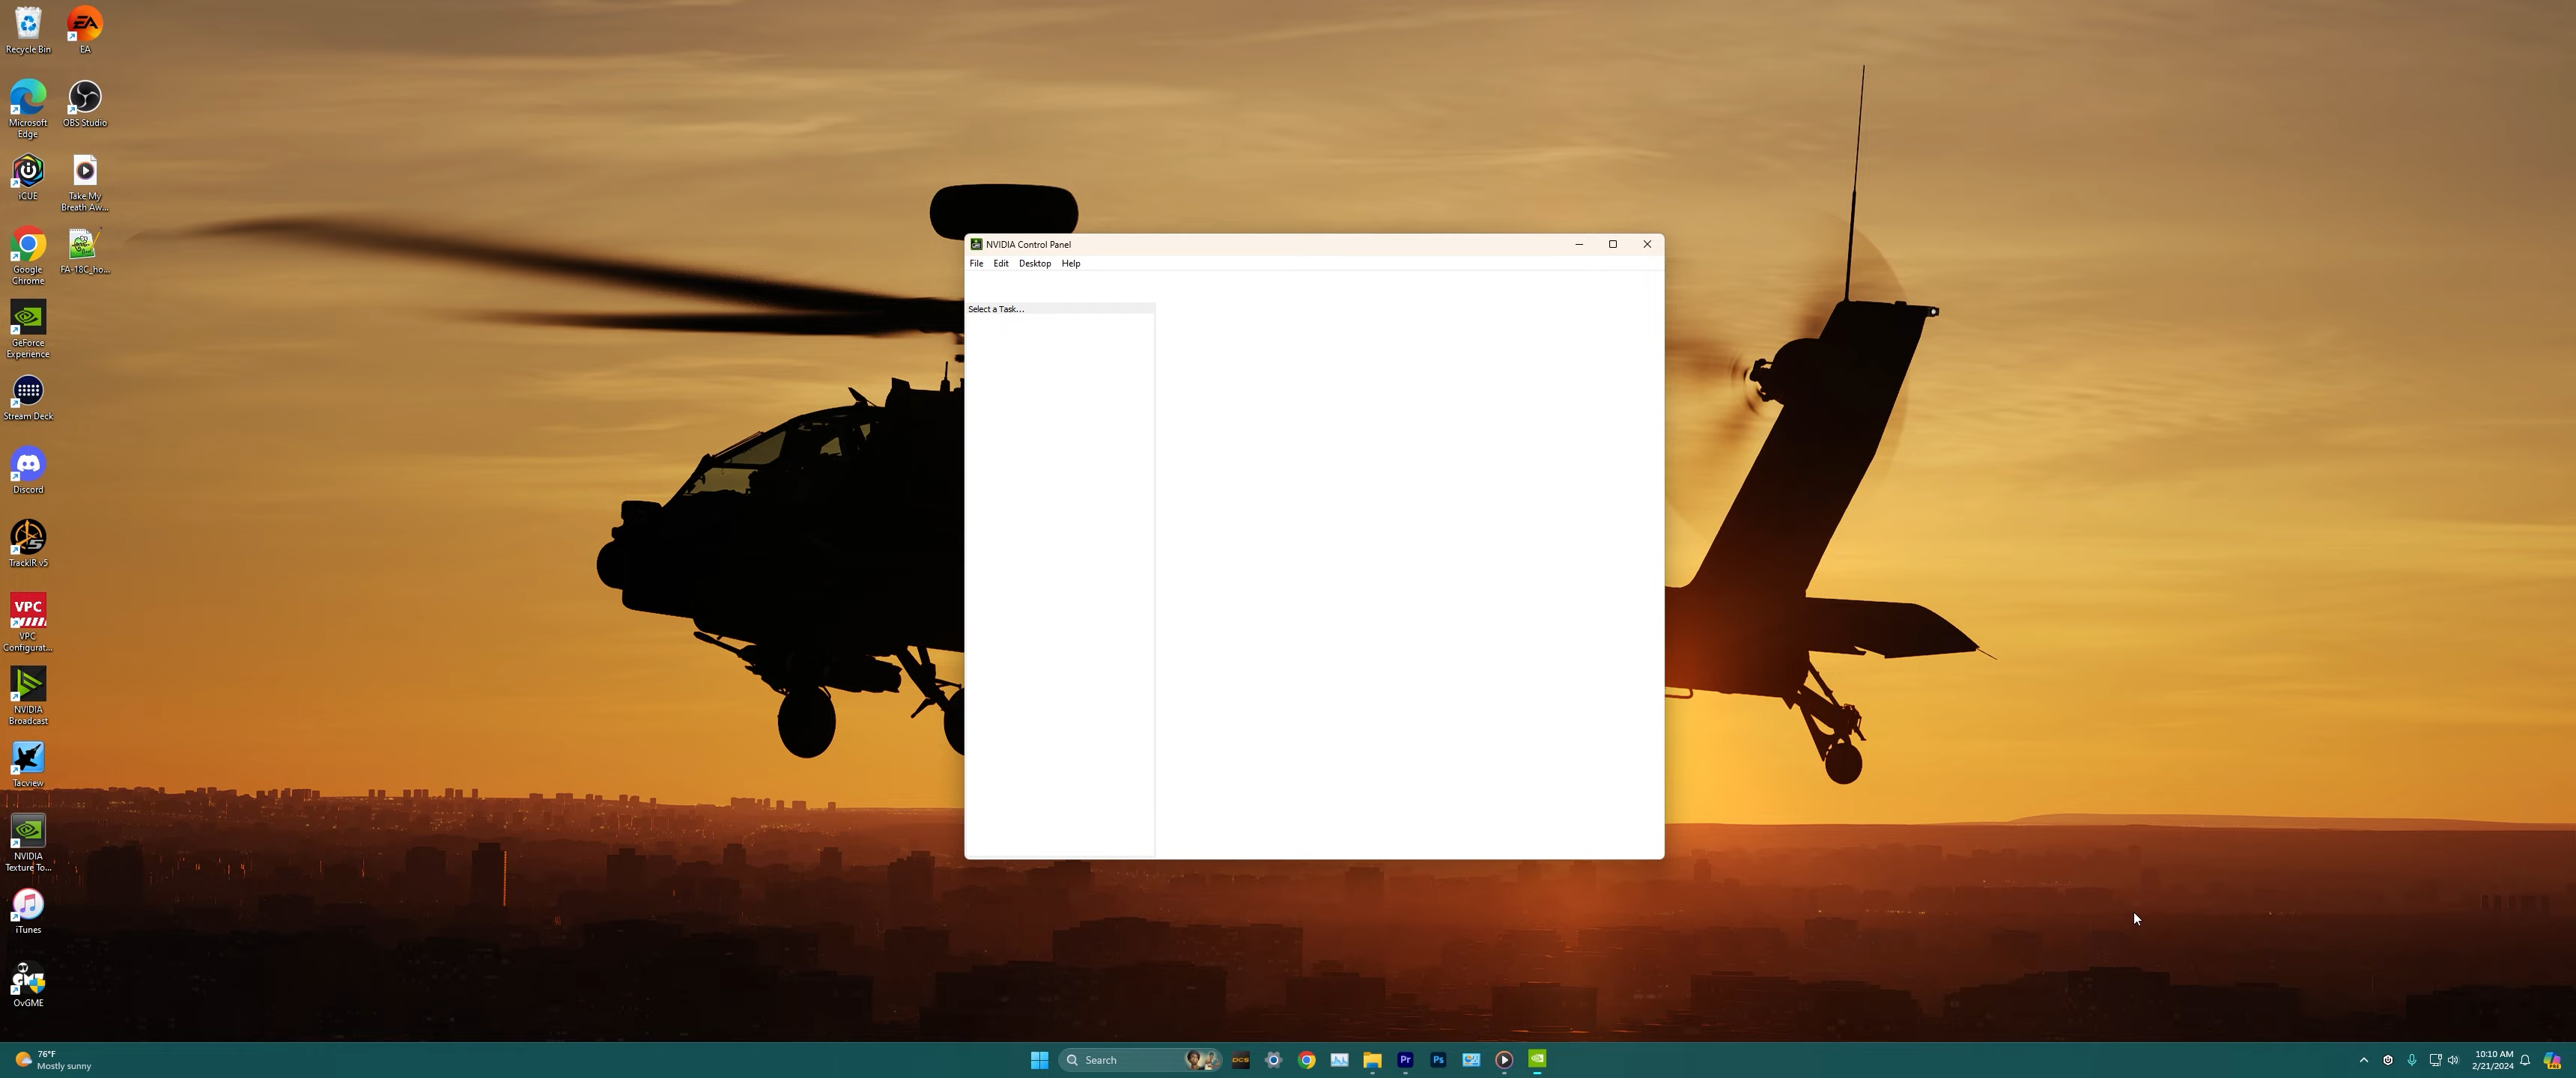 Recycle Bin
EA
Microsoft
Edge
OBS Studio
iCUE
Take My
Breath Aw...
Google
Chrome
FA-18C_ho...
GeForce
Experience
Stream Deck
Discord
TrackIR v5
VPC
VPC
Configurat...
NVIDIA
Broadcast
Tacview
NVIDIA
Texture To...
iTunes
OvGME
NVIDIA Control Panel
File Edit Desktop Help
Select a Task...
76°F
Mostly sunny
Search
DCS
Pr
Ps
10:10 AM
2/21/2024